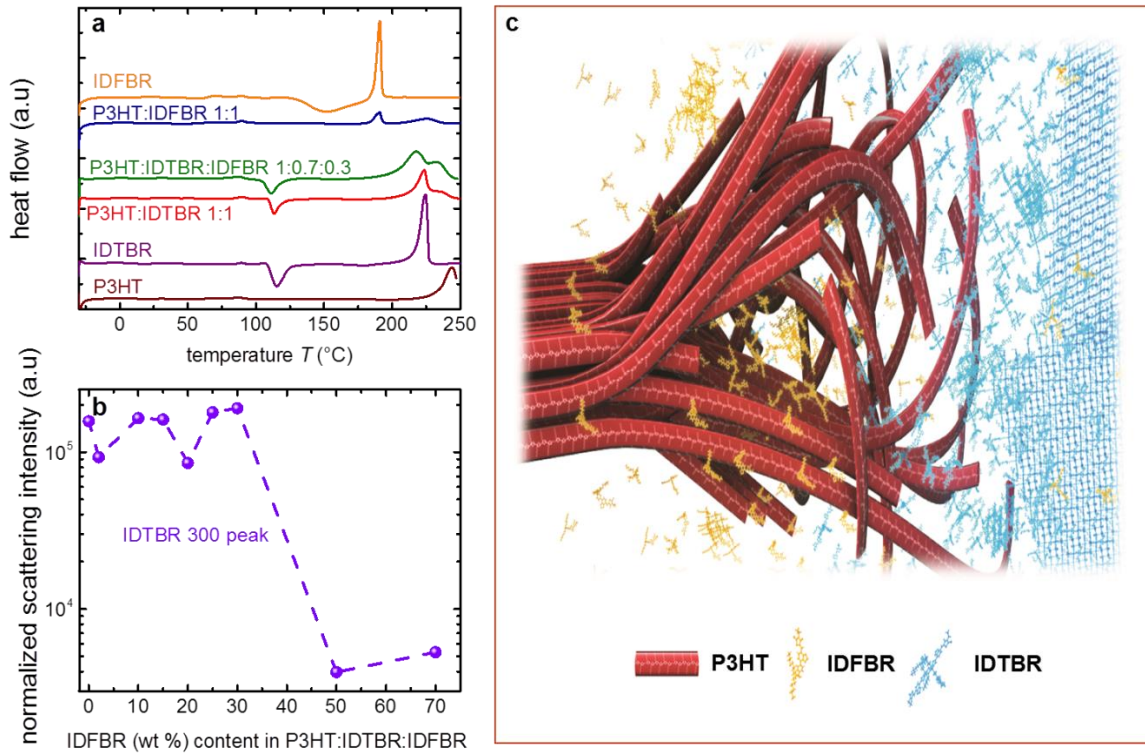 a
heat flow (a.u)
IDFBR
P3HT:IDFBR 1:1
P3HT:IDTBR:IDFBR 1:0.7:0.3
P3HT:IDTBR 1:1
IDTBR
P3HT
0 50 100 150 200 250
temperature T (°C)
b
normalized scattering intensity (a.u)
10^5
10^4
IDTBR 300 peak
0 10 20 30 40 50 60 70
IDFBR (wt %) content in P3HT:IDTBR:IDFBR
c
P3HT IDFBR IDTBR